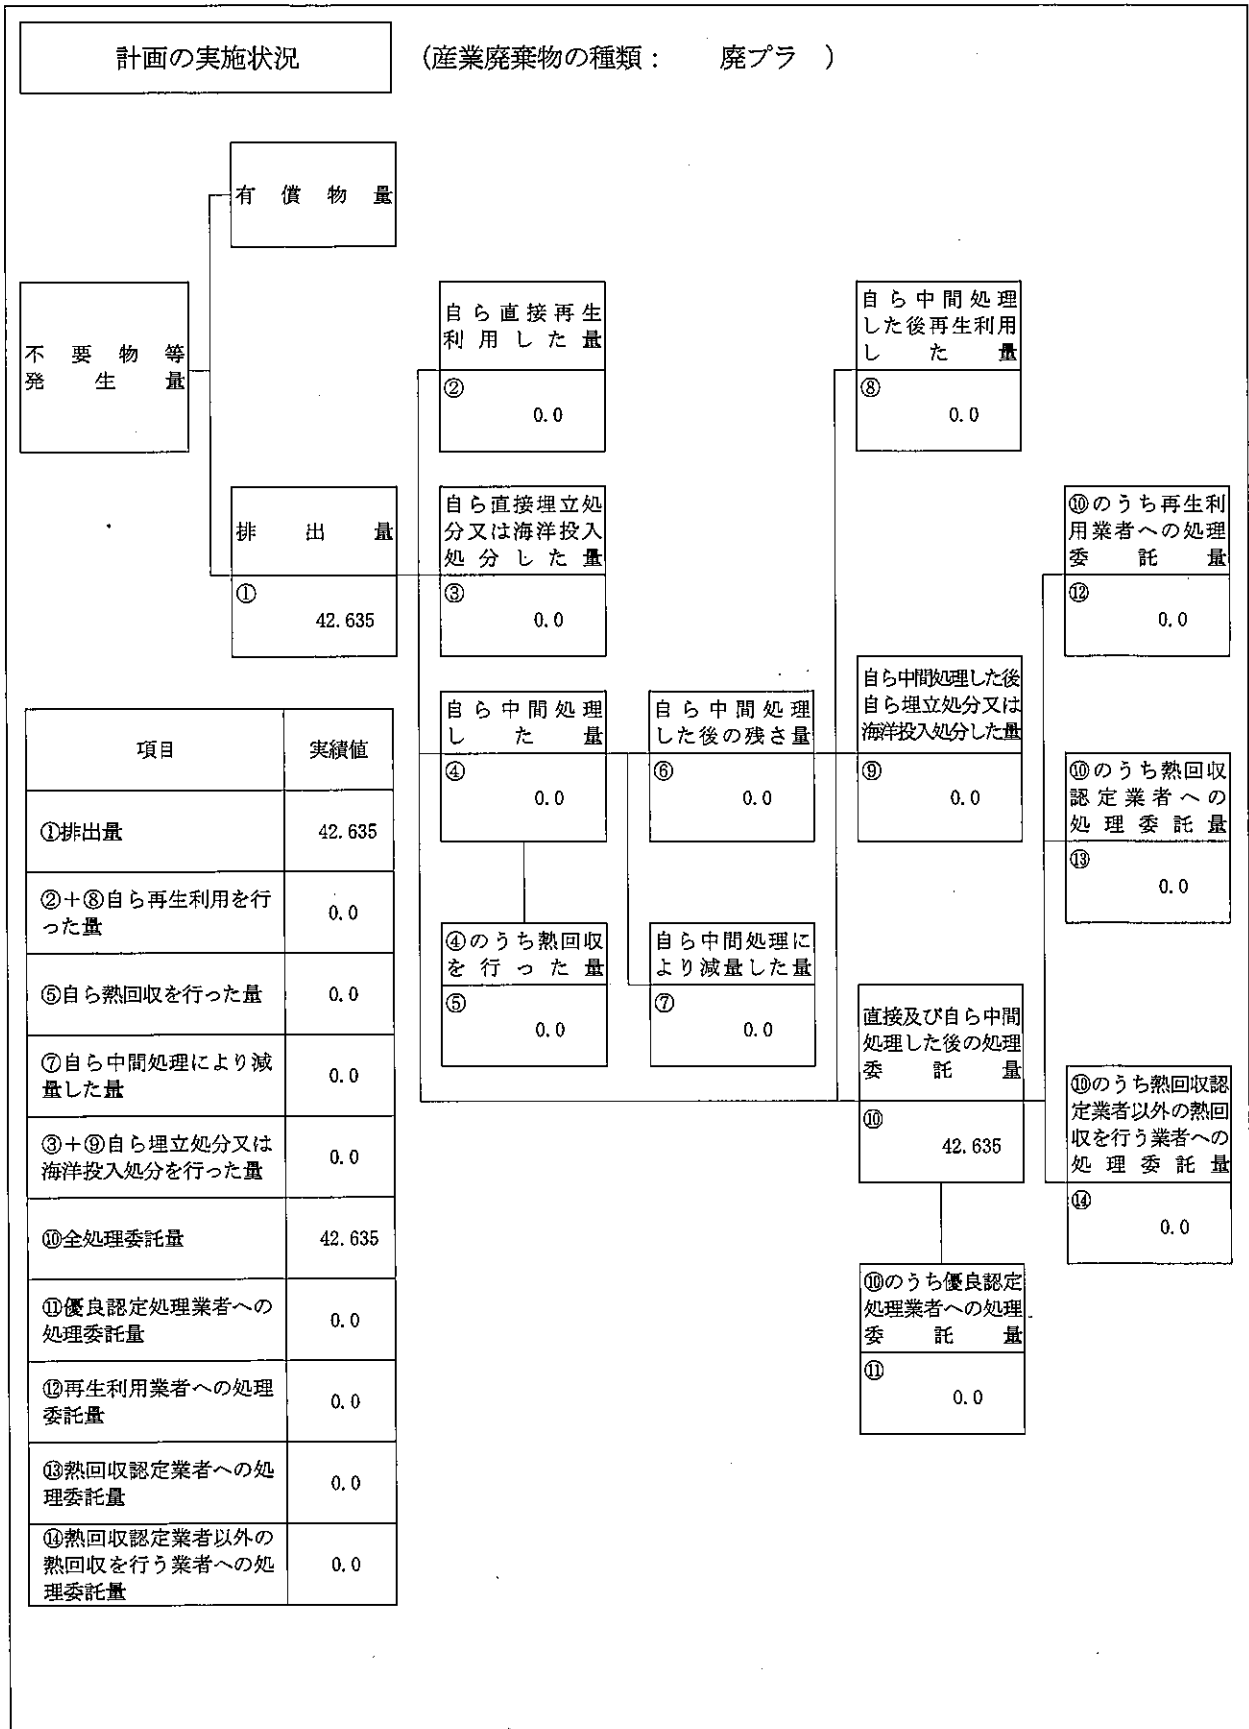 計画の実施状況
(産業廃棄物の種類： 廃プラ )
有償物量
不要物等
発生量
排出量
①
42.635
自ら直接再生
利用した量
②
0.0
自ら直接埋立処
分又は海洋投入
処分した量
③
0.0
自ら中間処理
した量
④
0.0
④のうち熱回収
を行った量
⑤
0.0
自ら中間処理
した後の残さ量
⑥
0.0
自ら中間処理に
より減量した量
⑦
0.0
自ら中間処理
した後再生利用
した量
⑧
0.0
自ら中間処理した後
自ら埋立処分又は
海洋投入処分した量
⑨
0.0
直接及び自ら中間
処理した後の処理
委託量
⑩
42.635
⑩のうち優良認定
処理業者への処理
委託量
⑪
0.0
⑩のうち再生利
用業者への処理
委託量
⑫
0.0
⑩のうち熱回収
認定業者への
処理委託量
⑬
0.0
⑩のうち熱回収認
定業者以外の熱回
収を行う業者への
処理委託量
⑭
0.0
項目 実績値
①排出量 42.635
②＋⑧自ら再生利用を行
った量
0.0
⑤自ら熱回収を行った量 0.0
⑦自ら中間処理により減
量した量
0.0
③＋⑨自ら埋立処分又は
海洋投入処分を行った量
0.0
⑩全処理委託量 42.635
⑪優良認定処理業者への
処理委託量
0.0
⑫再生利用業者への処理
委託量
0.0
⑬熱回収認定業者への処
理委託量
0.0
⑭熱回収認定業者以外の
熱回収を行う業者への処
理委託量
0.0